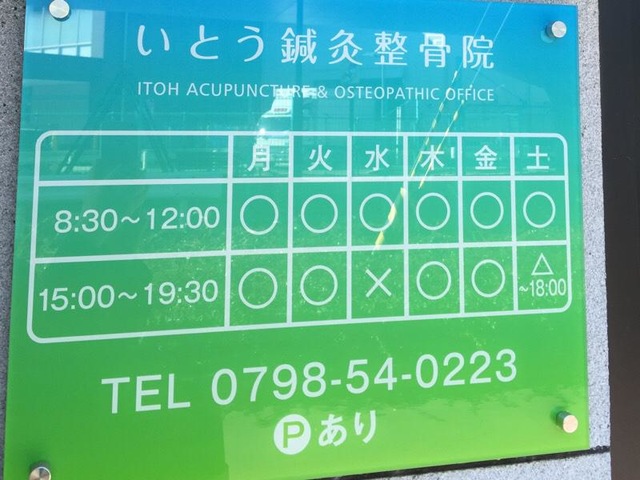 いとう鍼灸整骨院
ITOH ACUPUNCTURE & OSTEOPATHIC OFFICE
月 火 水 木 金 土
8:30～12:00 ○ ○ ○ ○ ○ ○
15:00～19:30 ○ ○ × ○ ○ △
～18:00
TEL 0798-54-0223
Ⓟあり